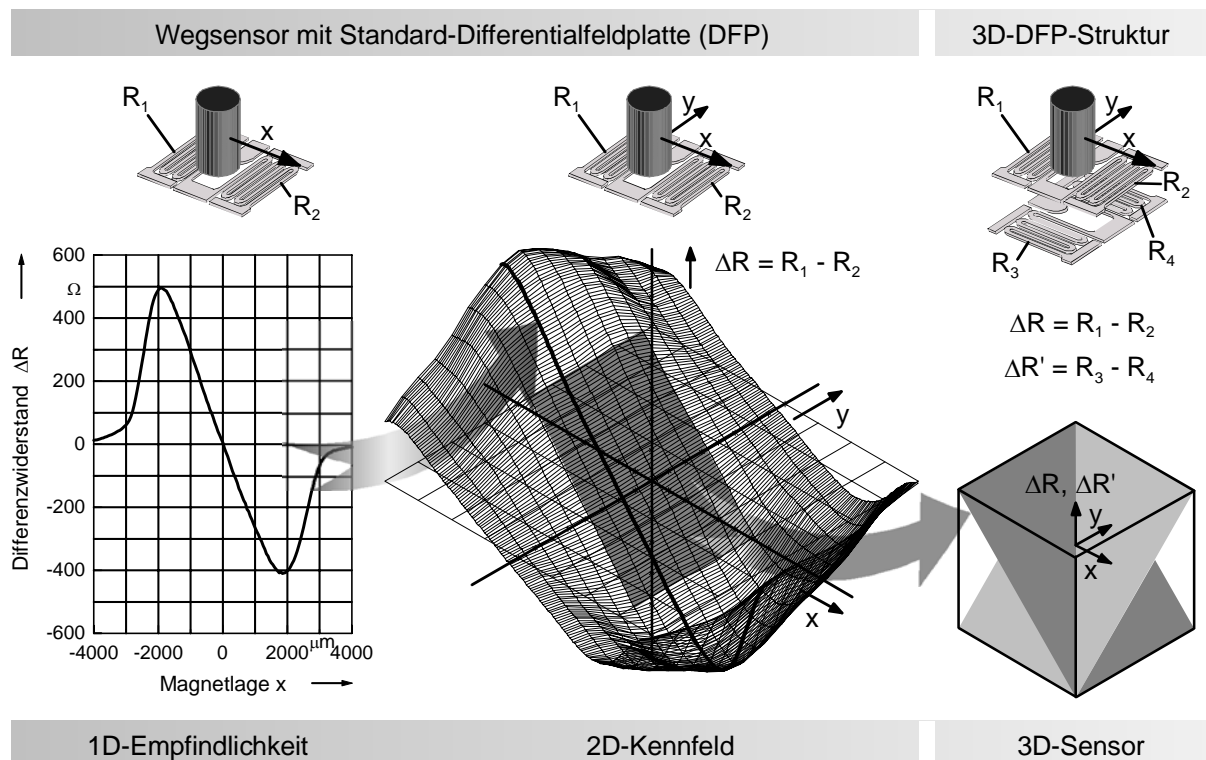 Wegsensor mit Standard-Differentialfeldplatte (DFP)
3D-DFP-Struktur
R1
x
R2
R1
y
x
R2
R1
y
x
R2
R3
R4
600
Ω
400
200
0
-200
-400
-600
-4000
-2000
0
2000
µm
4000
Differenzwiderstand ΔR
Magnetlage x
ΔR = R1 - R2
y
x
ΔR = R1 - R2
ΔR' = R3 - R4
ΔR, ΔR'
y
x
1D-Empfindlichkeit
2D-Kennfeld
3D-Sensor